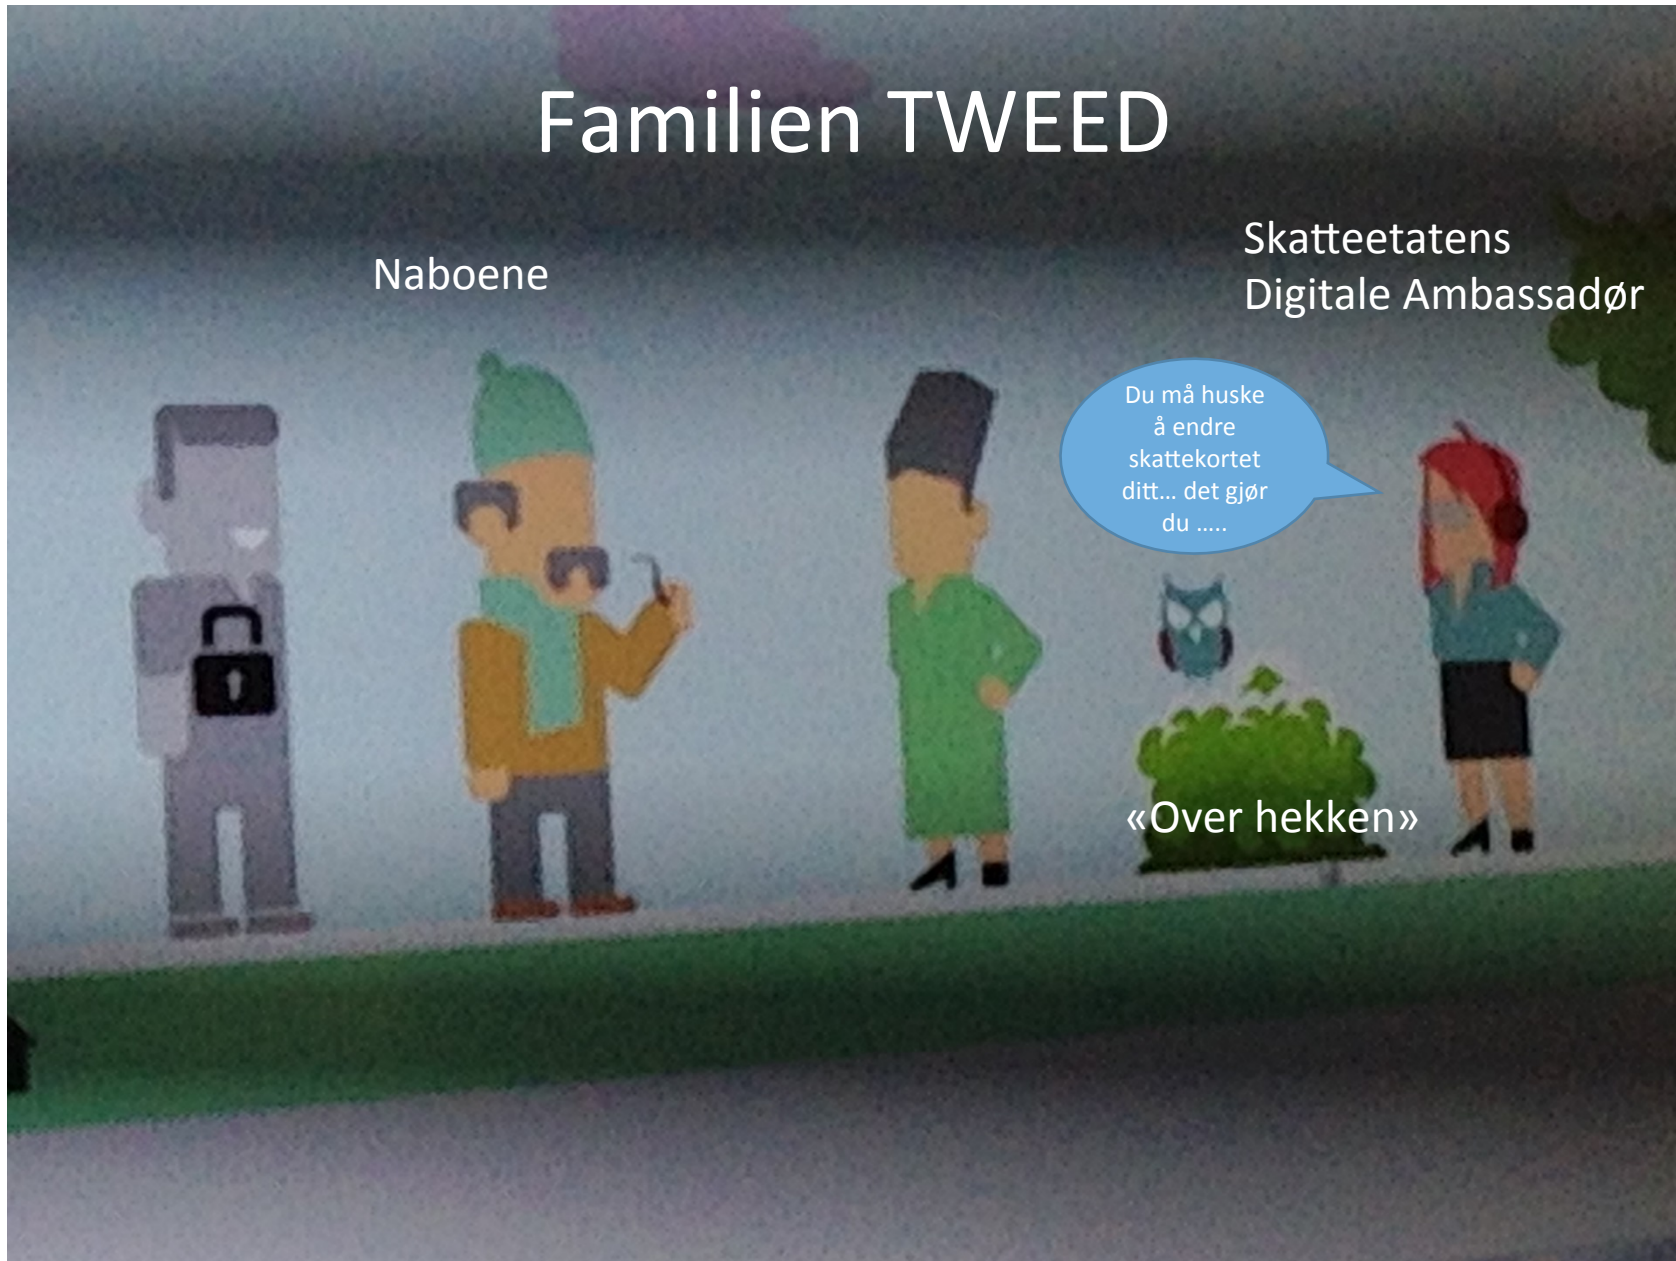 Familien TWEED
Naboene
Skatteetatens
Digitale Ambassadør
Du må huske
å endre
skattekortet
ditt... det gjør
du .....
«Over hekken»